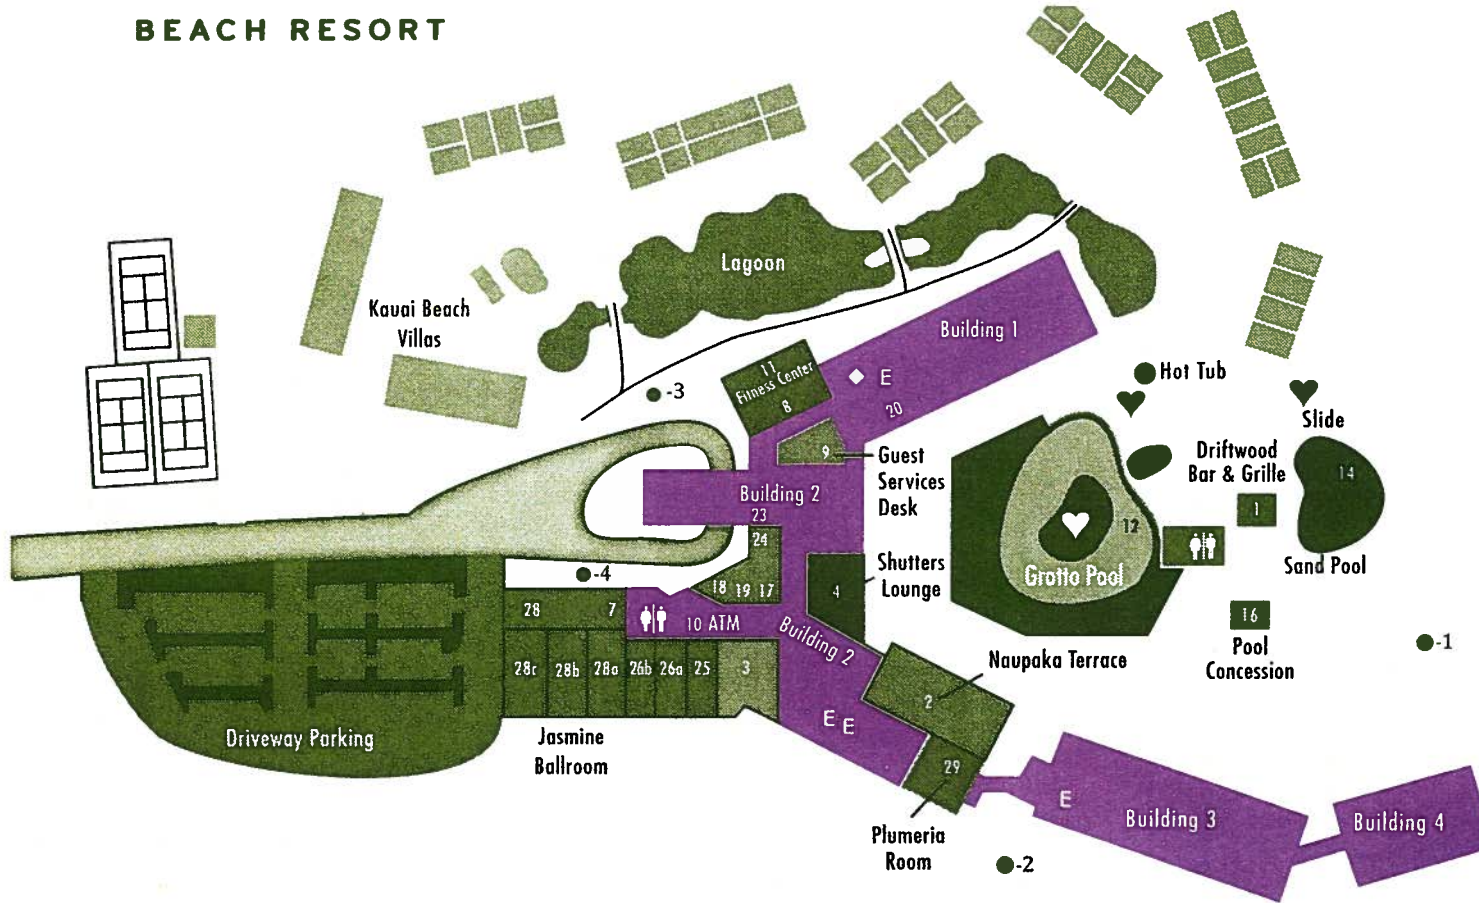 BEACH RESORT
Lagoon
Kauai Beach
Villas
Building 1
E
20
11
Fitness Center
8
-3
Hot Tub
Slide
9
Guest
Services
Desk
Driftwood
Bar & Grille
14
1
Building 2
23
24
12
Grotto Pool
Sand Pool
Shutters
Lounge
4
-4
18 19 17
28
7
10 ATM
Building 2
16
Pool
Concession
-1
Naupaka Terrace
28c
28b
28a
26b
26a
25
3
2
E E
Driveway Parking
Jasmine
Ballroom
29
E
Building 3
Building 4
Plumeria
Room
-2